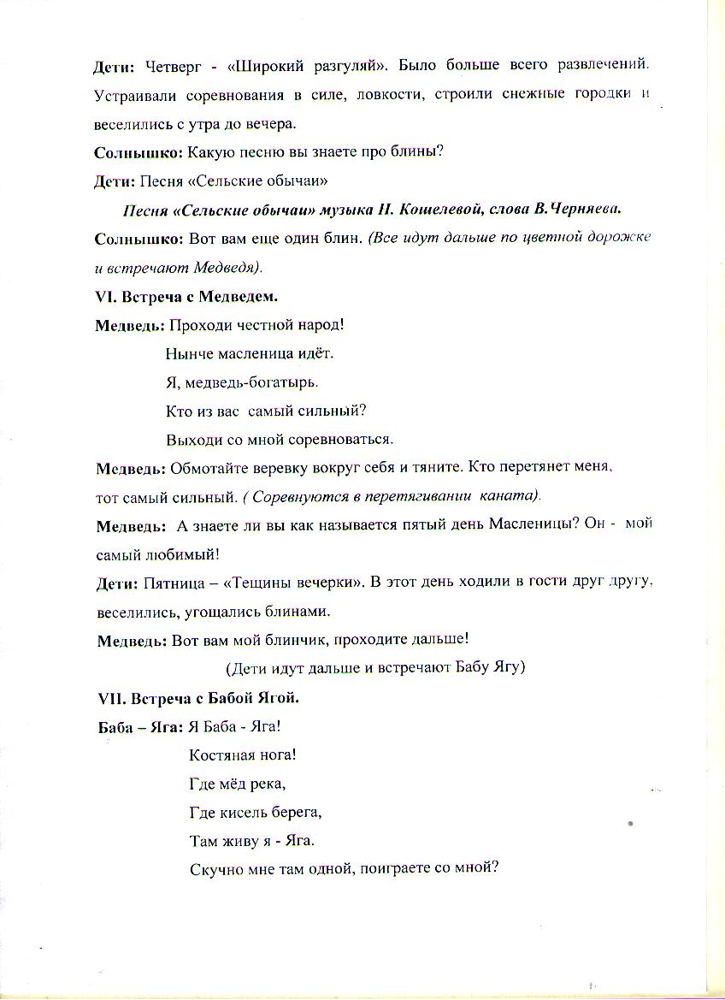 Дети: Четверг - «Широкий разгуляй». Было больше всего развлечений.
Устраивали соревнования в силе, ловкости, строили снежные городки и
веселились с утра до вечера.
Солнышко: Какую песню вы знаете про блины?
Дети: Песня «Сельские обычаи»
Песня «Сельские обычаи» музыка Н. Кошелевой, слова В.Черняева.
Солнышко: Вот вам еще один блин. (Все идут дальше по цветной дорожке
и встречают Медведя).
VI. Встреча с Медведем.
Медведь: Проходи честной народ!
Нынче масленица идёт.
Я, медведь-богатырь.
Кто из вас  самый сильный?
Выходи со мной соревноваться.
Медведь: Обмотайте веревку вокруг себя и тяните. Кто перетянет меня,
тот самый сильный. ( Соревнуются в перетягивании  каната).
Медведь:  А знаете ли вы как называется пятый день Масленицы? Он -  мой
самый любимый!
Дети: Пятница – «Тещины вечерки». В этот день ходили в гости друг другу,
веселились, угощались блинами.
Медведь: Вот вам мой блинчик, проходите дальше!
(Дети идут дальше и встречают Бабу Ягу)
VII. Встреча с Бабой Ягой.
Баба – Яга: Я Баба - Яга!
Костяная нога!
Где мёд река,
Где кисель берега,
Там живу я - Яга.
Скучно мне там одной, поиграете со мной?